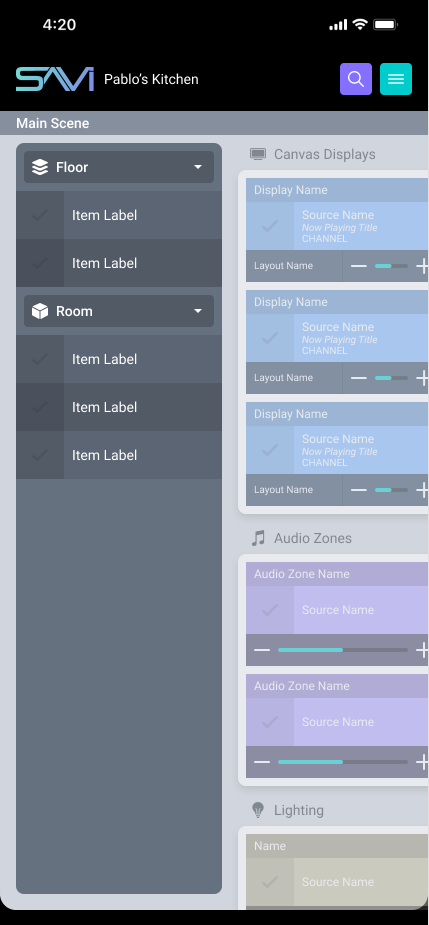 4:20
SAVI
Pablo’s Kitchen
Main Scene
Floor
Item Label
Item Label
Room
Item Label
Item Label
Item Label
Canvas Displays
Display Name
Source Name
Now Playing Title
CHANNEL
Layout Name
Display Name
Source Name
Now Playing Title
CHANNEL
Layout Name
Display Name
Source Name
Now Playing Title
CHANNEL
Layout Name
Audio Zones
Audio Zone Name
Source Name
Audio Zone Name
Source Name
Lighting
Name
Source Name